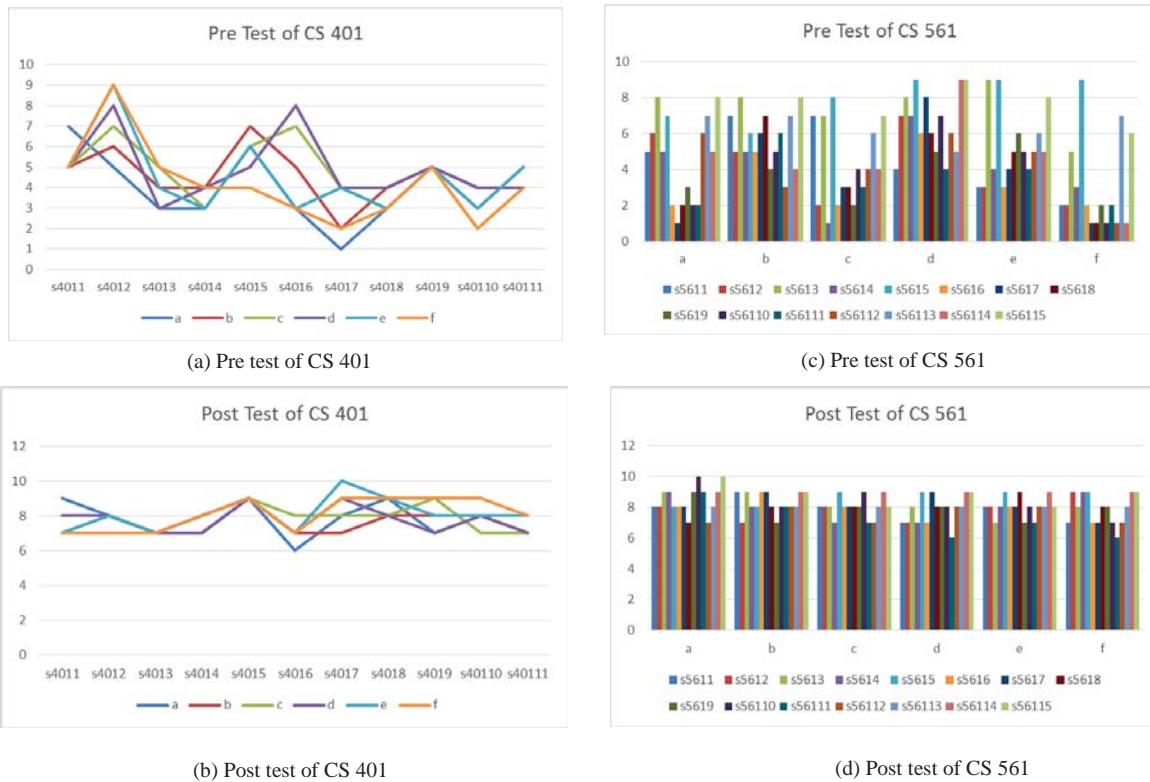 Pre Test of CS 401
10
9
8
7
6
5
4
3
2
1
0
s4011 s4012 s4013 s4014 s4015 s4016 s4017 s4018 s4019 s40110 s40111
a b c d e f
(a) Pre test of CS 401
Pre Test of CS 561
10
8
6
4
2
0
a b c d e f
s5611 s5612 s5613 s5614 s5615 s5616 s5617 s5618
s5619 s56110 s56111 s56112 s56113 s56114 s56115
(c) Pre test of CS 561
Post Test of CS 401
12
10
8
6
4
2
0
s4011 s4012 s4013 s4014 s4015 s4016 s4017 s4018 s4019 s40110 s40111
a b c d e f
(b) Post test of CS 401
Post Test of CS 561
12
10
8
6
4
2
0
a b c d e f
s5611 s5612 s5613 s5614 s5615 s5616 s5617 s5618
s5619 s56110 s56111 s56112 s56113 s56114 s56115
(d) Post test of CS 561